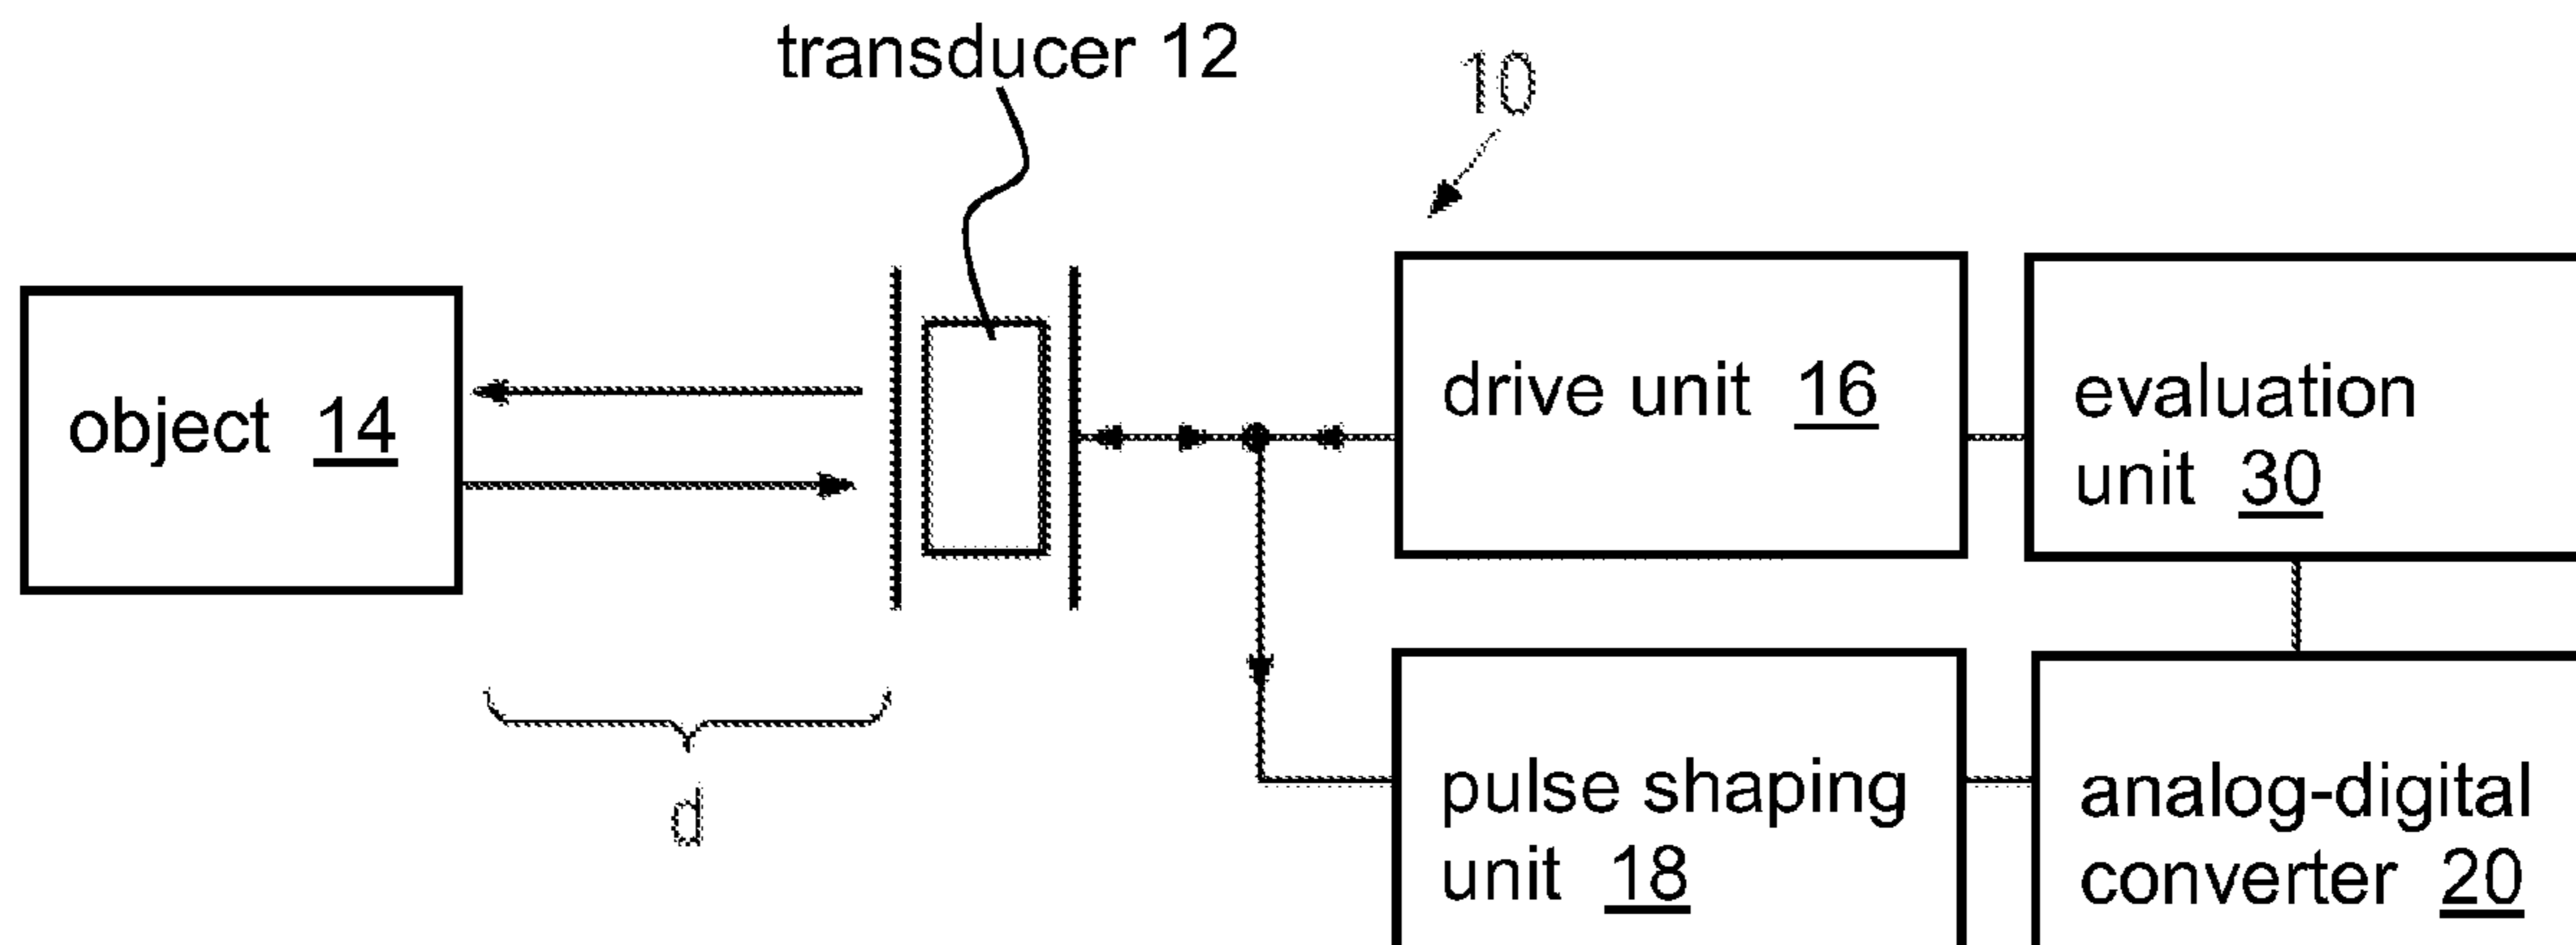 transducer 12
10
object 14
drive unit 16
evaluation
unit 30
d
pulse shaping
unit 18
analog-digital
converter 20